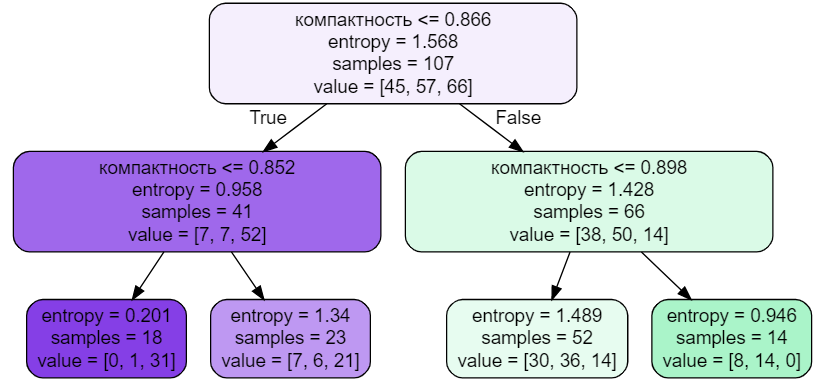 компактность <= 0.866
entropy = 1.568
samples = 107
value = [45, 57, 66]
True
False
компактность <= 0.852
entropy = 0.958
samples = 41
value = [7, 7, 52]
компактность <= 0.898
entropy = 1.428
samples = 66
value = [38, 50, 14]
entropy = 0.201
samples = 18
value = [0, 1, 31]
entropy = 1.34
samples = 23
value = [7, 6, 21]
entropy = 1.489
samples = 52
value = [30, 36, 14]
entropy = 0.946
samples = 14
value = [8, 14, 0]